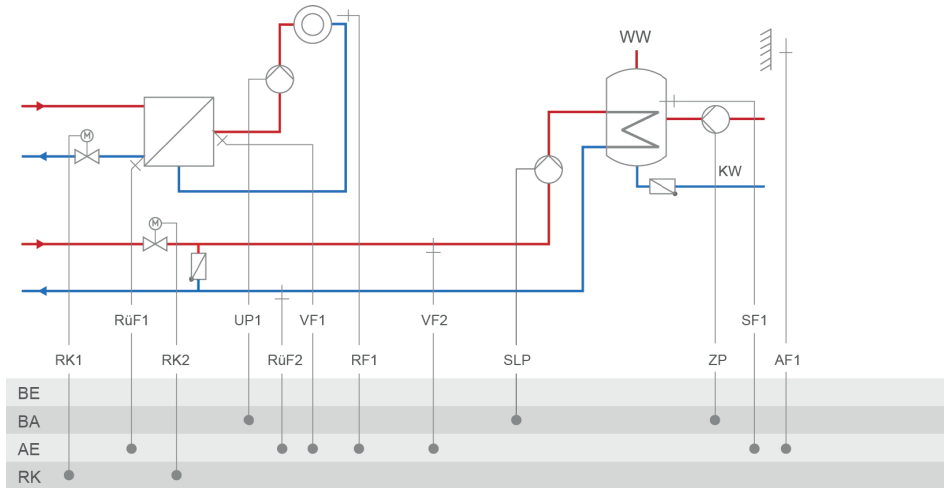 WW
M
KW
M
RüF1 UP1 VF1 VF2 SF1
RK1 RK2 RüF2 RF1 SLP ZP AF1
BE
BA
AE
RK